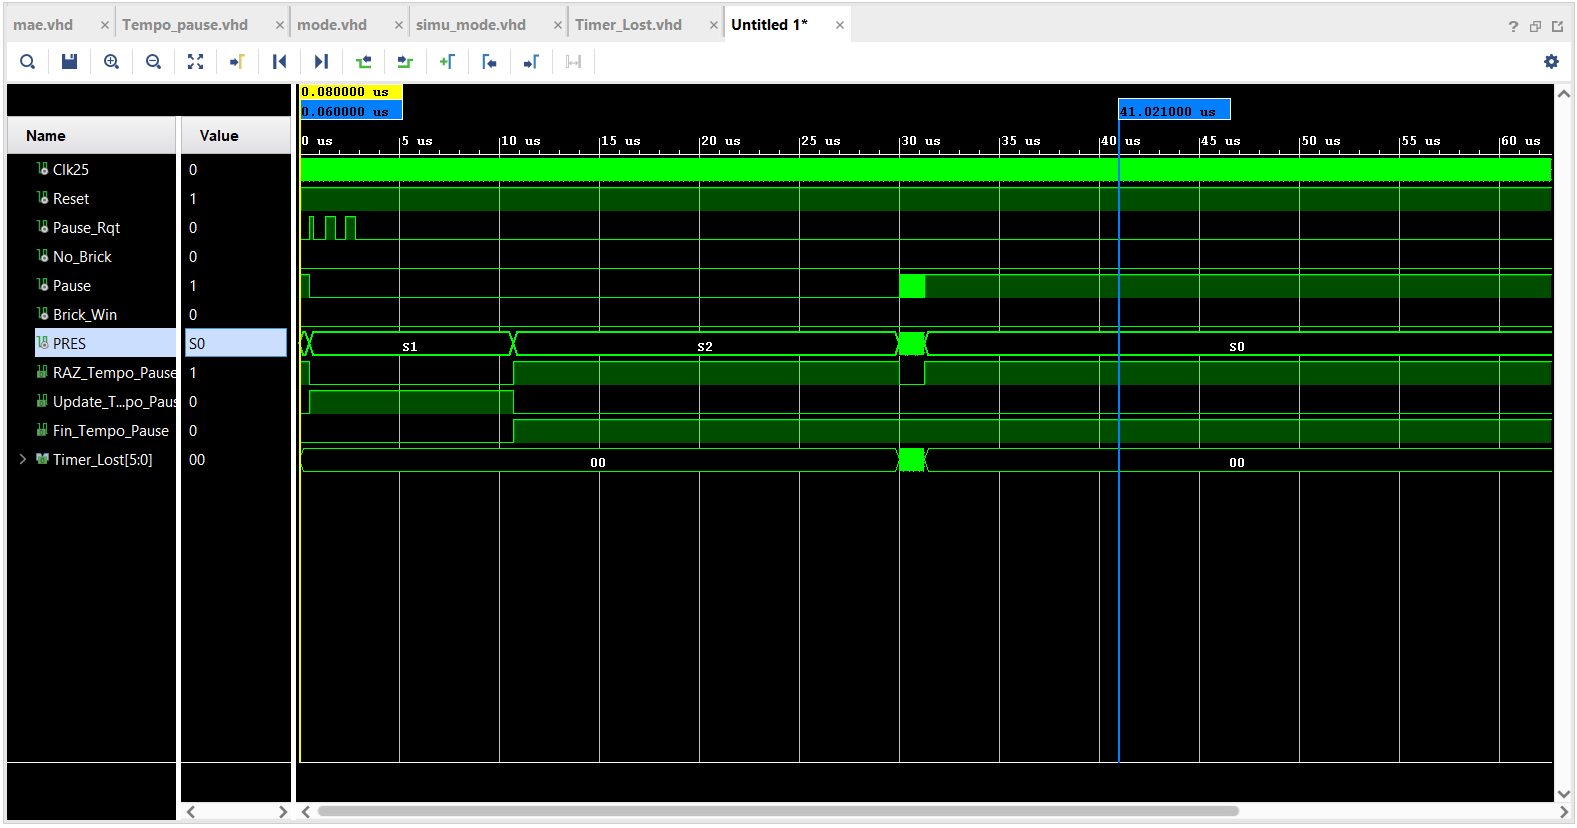 mae.vhd × Tempo_pause.vhd × mode.vhd × simu_mode.vhd × Timer_Lost.vhd × Untitled 1* × ?
0.080000 us
0.060000 us 41.021000 us
Name Value 0 us 5 us 10 us 15 us 20 us 25 us 30 us 35 us 40 us 45 us 50 us 55 us 60 us
Clk25 0
Reset 1
Pause_Rqt 0
No_Brick 0
Pause 1
Brick_Win 0
PRES S0 S1 S2 S0
RAZ_Tempo_Pause 1
Update_T...po_Paus 0
Fin_Tempo_Pause 0
Timer_Lost[5:0] 00 00 00